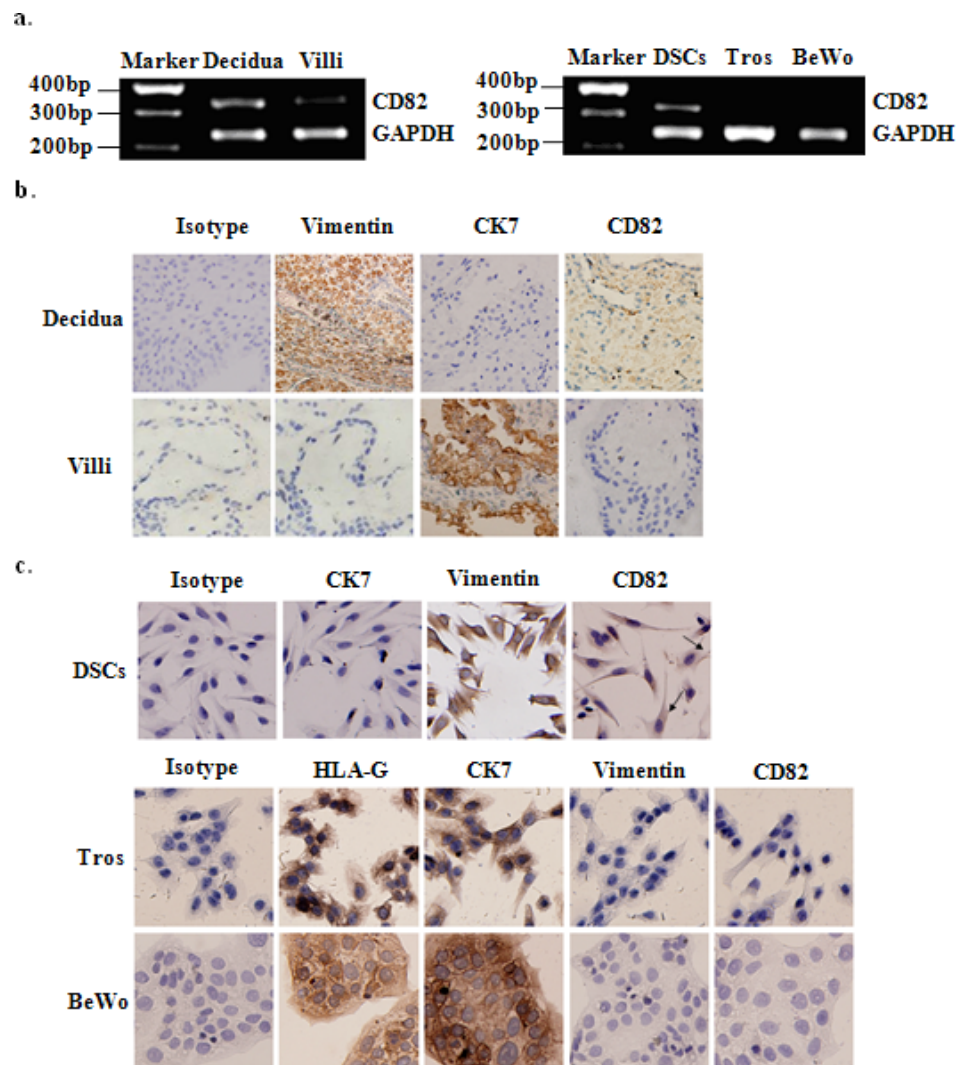 a.
Marker Decidua Villi
400bp
300bp
200bp
CD82
GAPDH
Marker DSCs Tros BeWo
400bp
300bp
200bp
CD82
GAPDH
b.
Isotype Vimentin CK7 CD82
Decidua
Villi
c.
Isotype CK7 Vimentin CD82
DSCs
Isotype HLA-G CK7 Vimentin CD82
Tros
BeWo